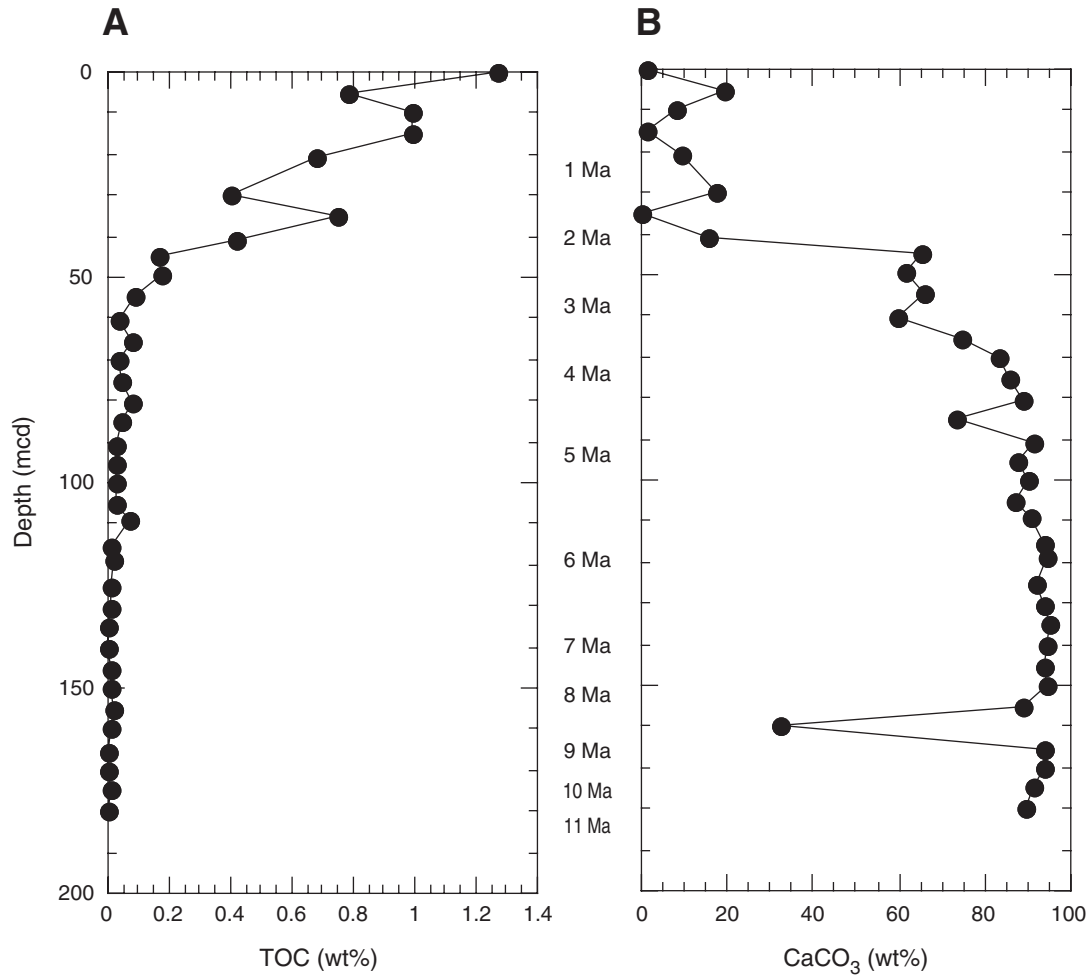 A
B
0
50
100
150
200
Depth (mcd)
0 0.2 0.4 0.6 0.8 1 1.2 1.4
TOC (wt%)
1 Ma
2 Ma
3 Ma
4 Ma
5 Ma
6 Ma
7 Ma
8 Ma
9 Ma
10 Ma
11 Ma
0 20 40 60 80 100
CaCO₃ (wt%)